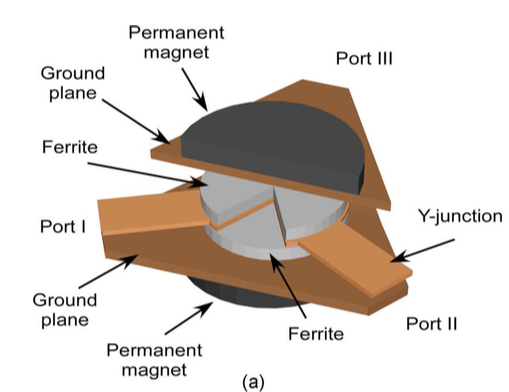 Permanent
magnet
Port III
Ground
plane
Ferrite
Y-junction
Port I
Ground
plane
Port II
Ferrite
Permanent
magnet
(a)